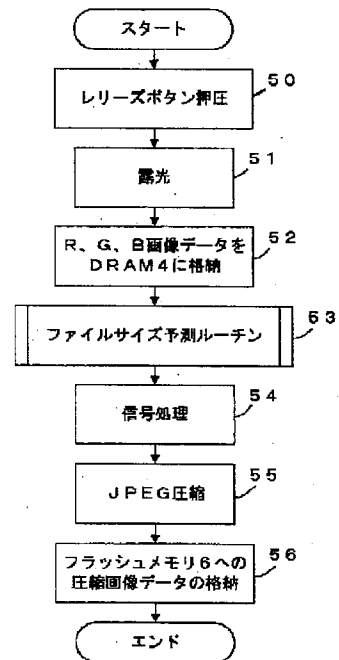 スタート
レリーズボタン押圧
50
露光
51
R、G、B画像データを
DRAM4に格納
52
ファイルサイズ予測ルーチン
53
信号処理
54
JPEG圧縮
55
フラッシュメモリ6への
圧縮画像データの格納
56
エンド